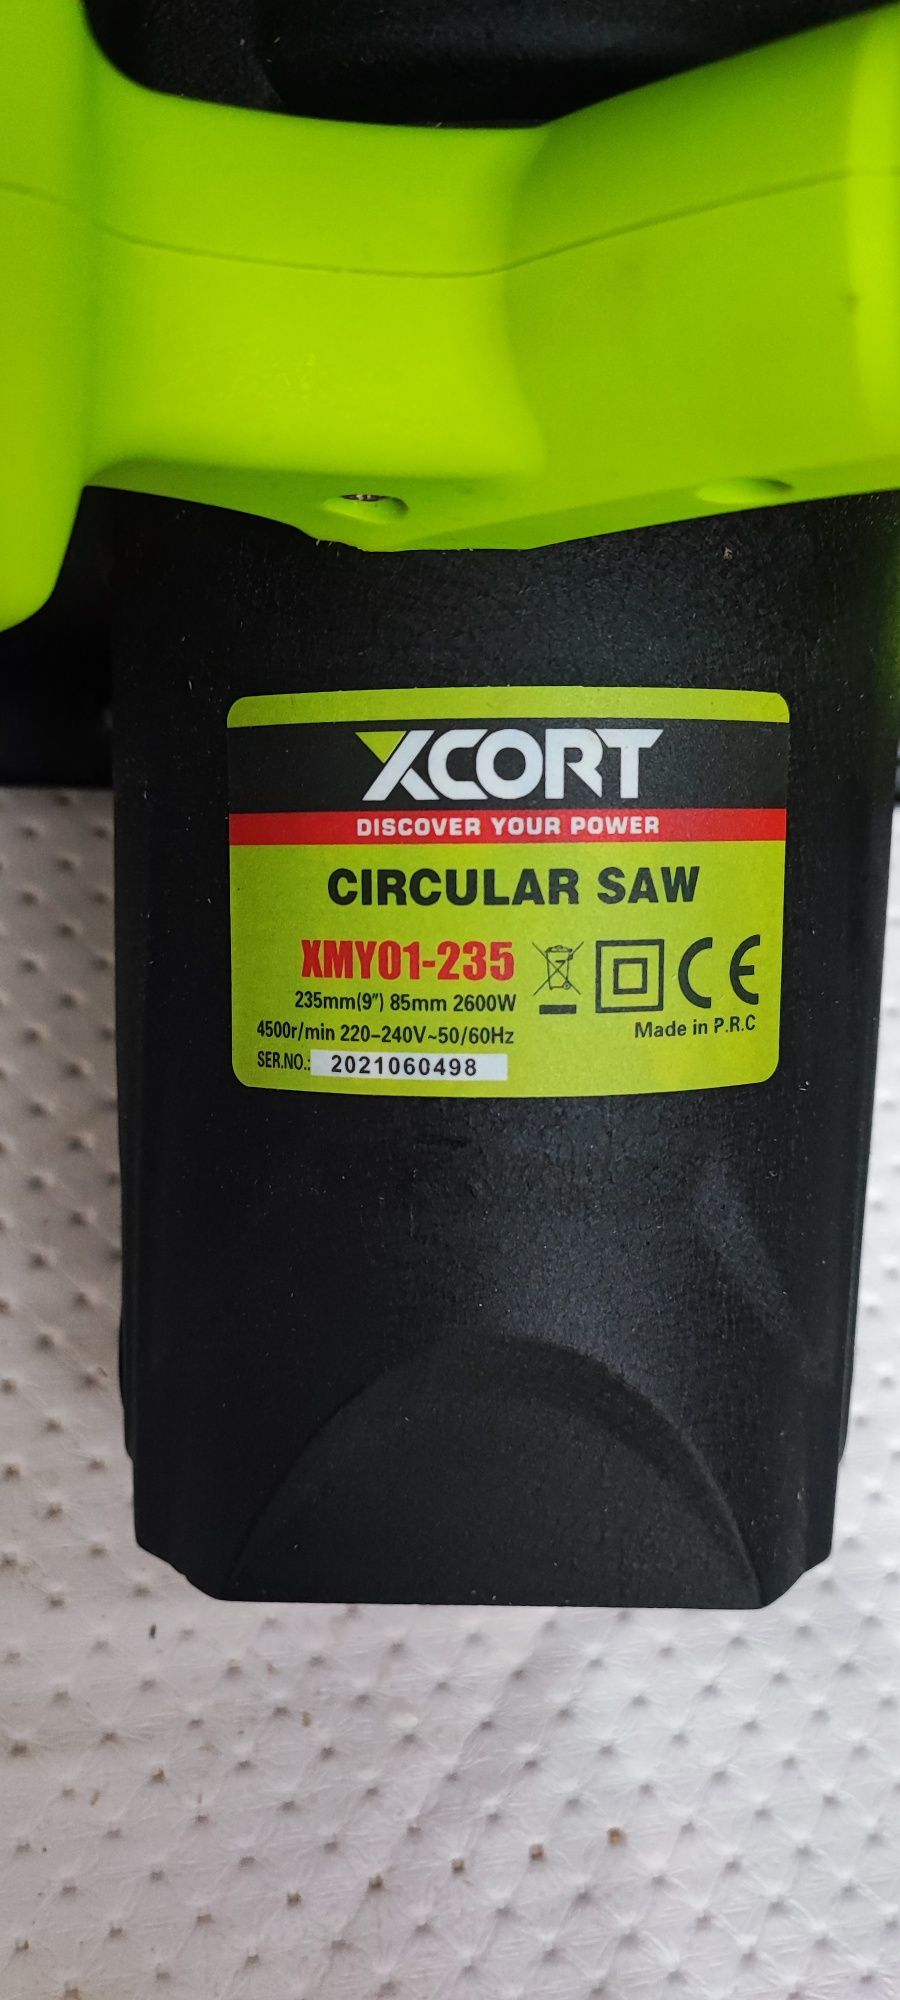 XCORT
DISCOVER YOUR POWER
CIRCULAR SAW
XMY01-235
235mm(9") 85mm 2600W
4500r/min 220-240V~50/60Hz
SER.NO.: 2021060498
CE
Made in P.R.C